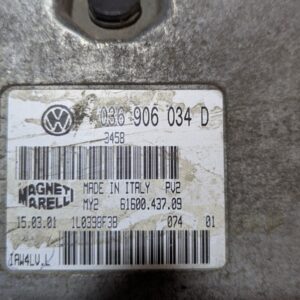 036 906 034 D
3458
MAGNETI MARELLI
MADE IN ITALY PV2
MY2 61600.437.09
15.03.01 1L0398F3B 074 01
IAW4LV.L